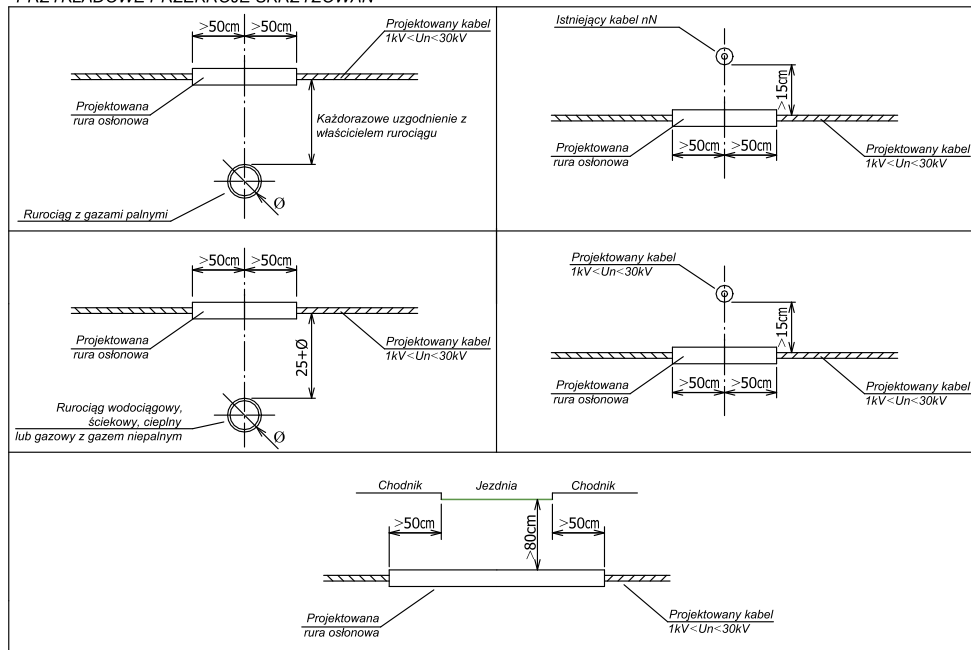 PRZYKŁADOWE PRZEKROJE SKRZYŻOWAŃ
>50cm >50cm
Projektowany kabel
1kV<Un<30kV
Projektowana
rura osłonowa
Każdorazowe uzgodnienie z
właścicielem rurociągu
Ø
Rurociąg z gazami palnymi
Istniejący kabel nN
>15cm
Projektowana
rura osłonowa
>50cm >50cm
Projektowany kabel
1kV<Un<30kV
>50cm >50cm
Projektowana
rura osłonowa
25+Ø
Projektowany kabel
1kV<Un<30kV
Rurociąg wodociągowy,
ściekowy, cieplny
lub gazowy z gazem niepalnym
Ø
Projektowany kabel
1kV<Un<30kV
>15cm
Projektowana
rura osłonowa
>50cm >50cm
Projektowany kabel
1kV<Un<30kV
Chodnik Jezdnia Chodnik
>50cm >80cm >50cm
Projektowana
rura osłonowa
Projektowany kabel
1kV<Un<30kV